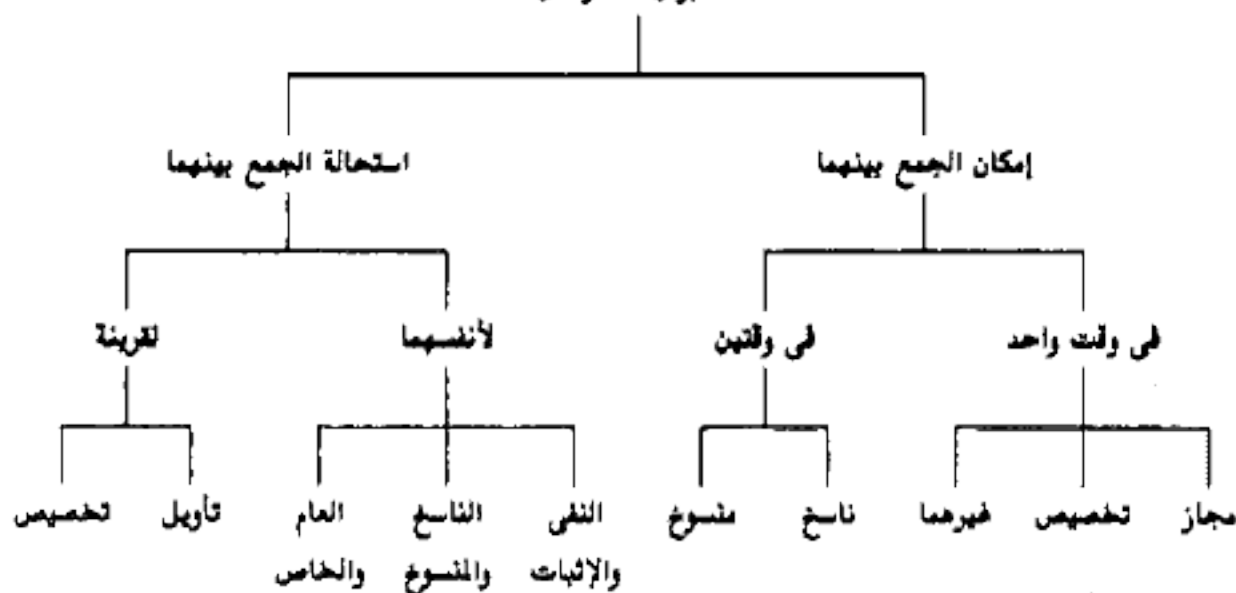 إمكان الجمع بينهما استحالة الجمع بينهما
في وقت واحد في وقتين لأنفسهما لقرينة
مجاز تخصيص غيرهما ناسخ منسوخ النفى الناسخ العام تأويل تخصيص
والإثبات والمنسوخ والخاص